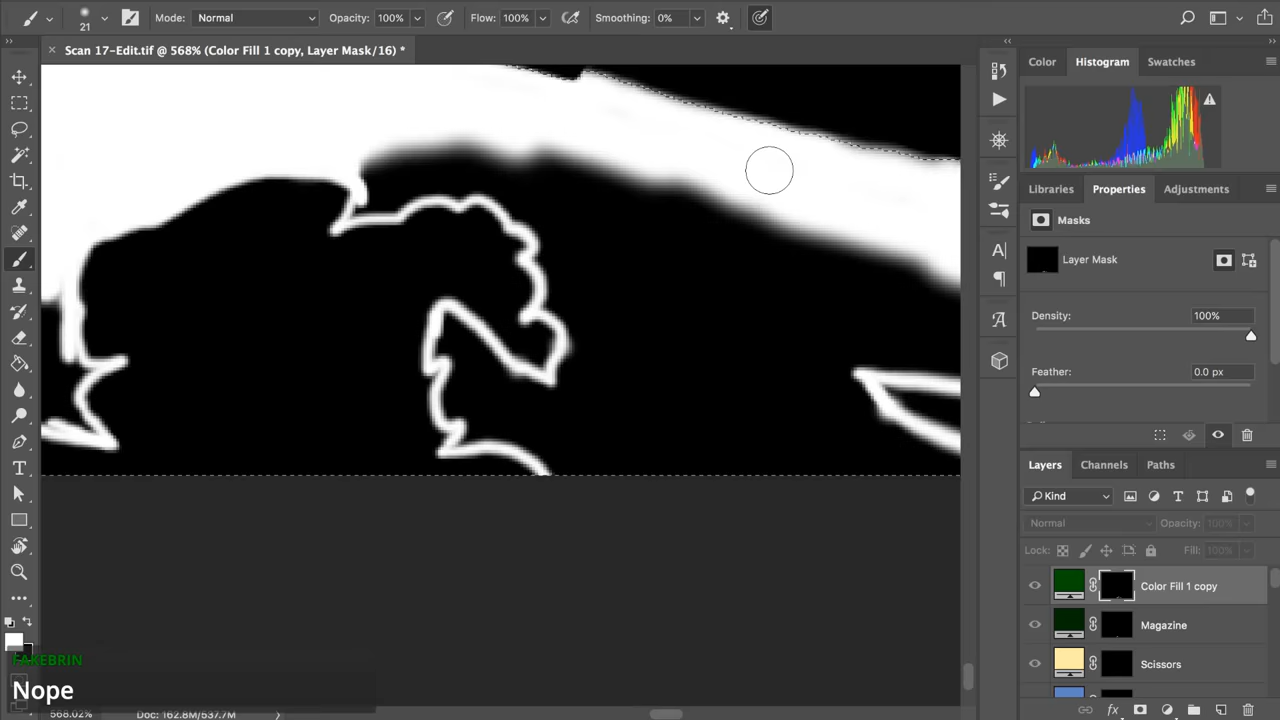 21
Mode: Normal
Opacity: 100%
Flow: 100%
Smoothing: 0%
× Scan 17-Edit.tif @ 568% (Color Fill 1 copy, Layer Mask/16) *
Color Histogram Swatches
Libraries Properties Adjustments
Masks
Layer Mask
Density: 100%
Feather: 0.0 px
Layers Channels Paths
Kind
Normal Opacity: 100%
Lock: Fill: 100%
Color Fill 1 copy
Magazine
Scissors
FAKEBRIN
Nope
568.02% Doc: 162.8M/537.7M